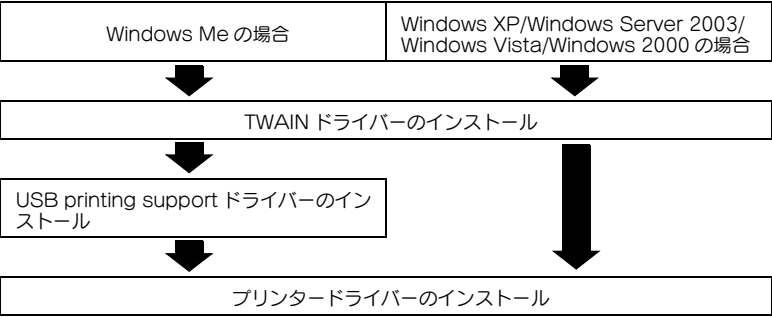 Windows Me の場合
Windows XP/Windows Server 2003/
Windows Vista/Windows 2000 の場合
TWAIN ドライバーのインストール
USB printing support ドライバーのイン
ストール
プリンタードライバーのインストール